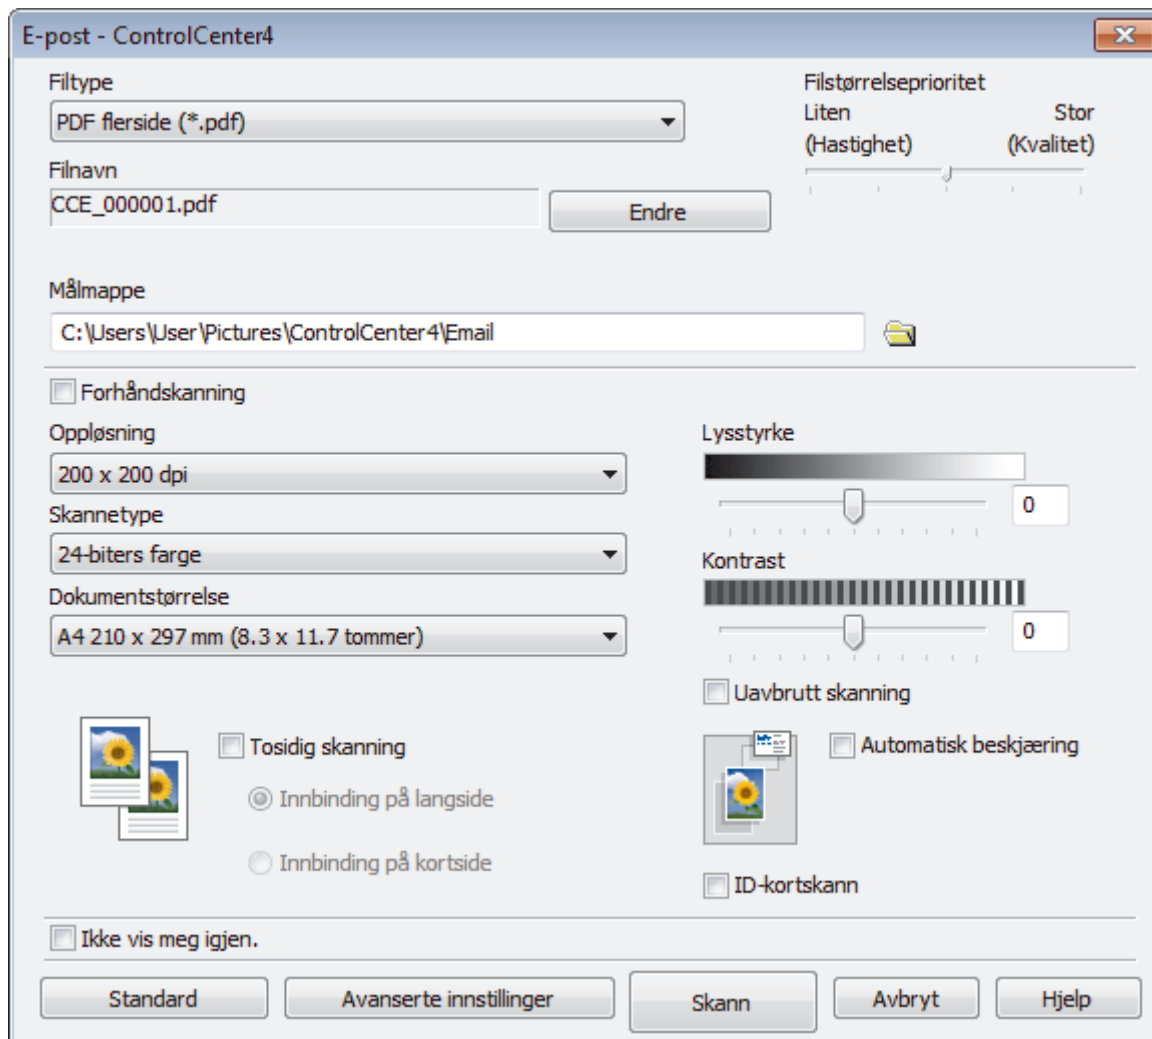 E-post - ControlCenter4
Filtype
PDF flerside (*.pdf)
Filstørrelseprioritet
Liten Stor
(Hastighet) (Kvalitet)
Filnavn
CCE_000001.pdf
Endre
Målmappe
C:\Users\User\Pictures\ControlCenter4\Email
Forhåndskanning
Oppløsning
200 x 200 dpi
Skannetype
24-biters farge
Dokumentstørrelse
A4 210 x 297 mm (8.3 x 11.7 tommer)
Lysstyrke
0
Kontrast
0
Uavbrutt skanning
Tosidig skanning
Innbinding på langside
Innbinding på kortside
Automatisk beskjæring
ID-kortskann
Ikke vis meg igjen.
Standard Avanserte innstillinger Skann Avbryt Hjelp